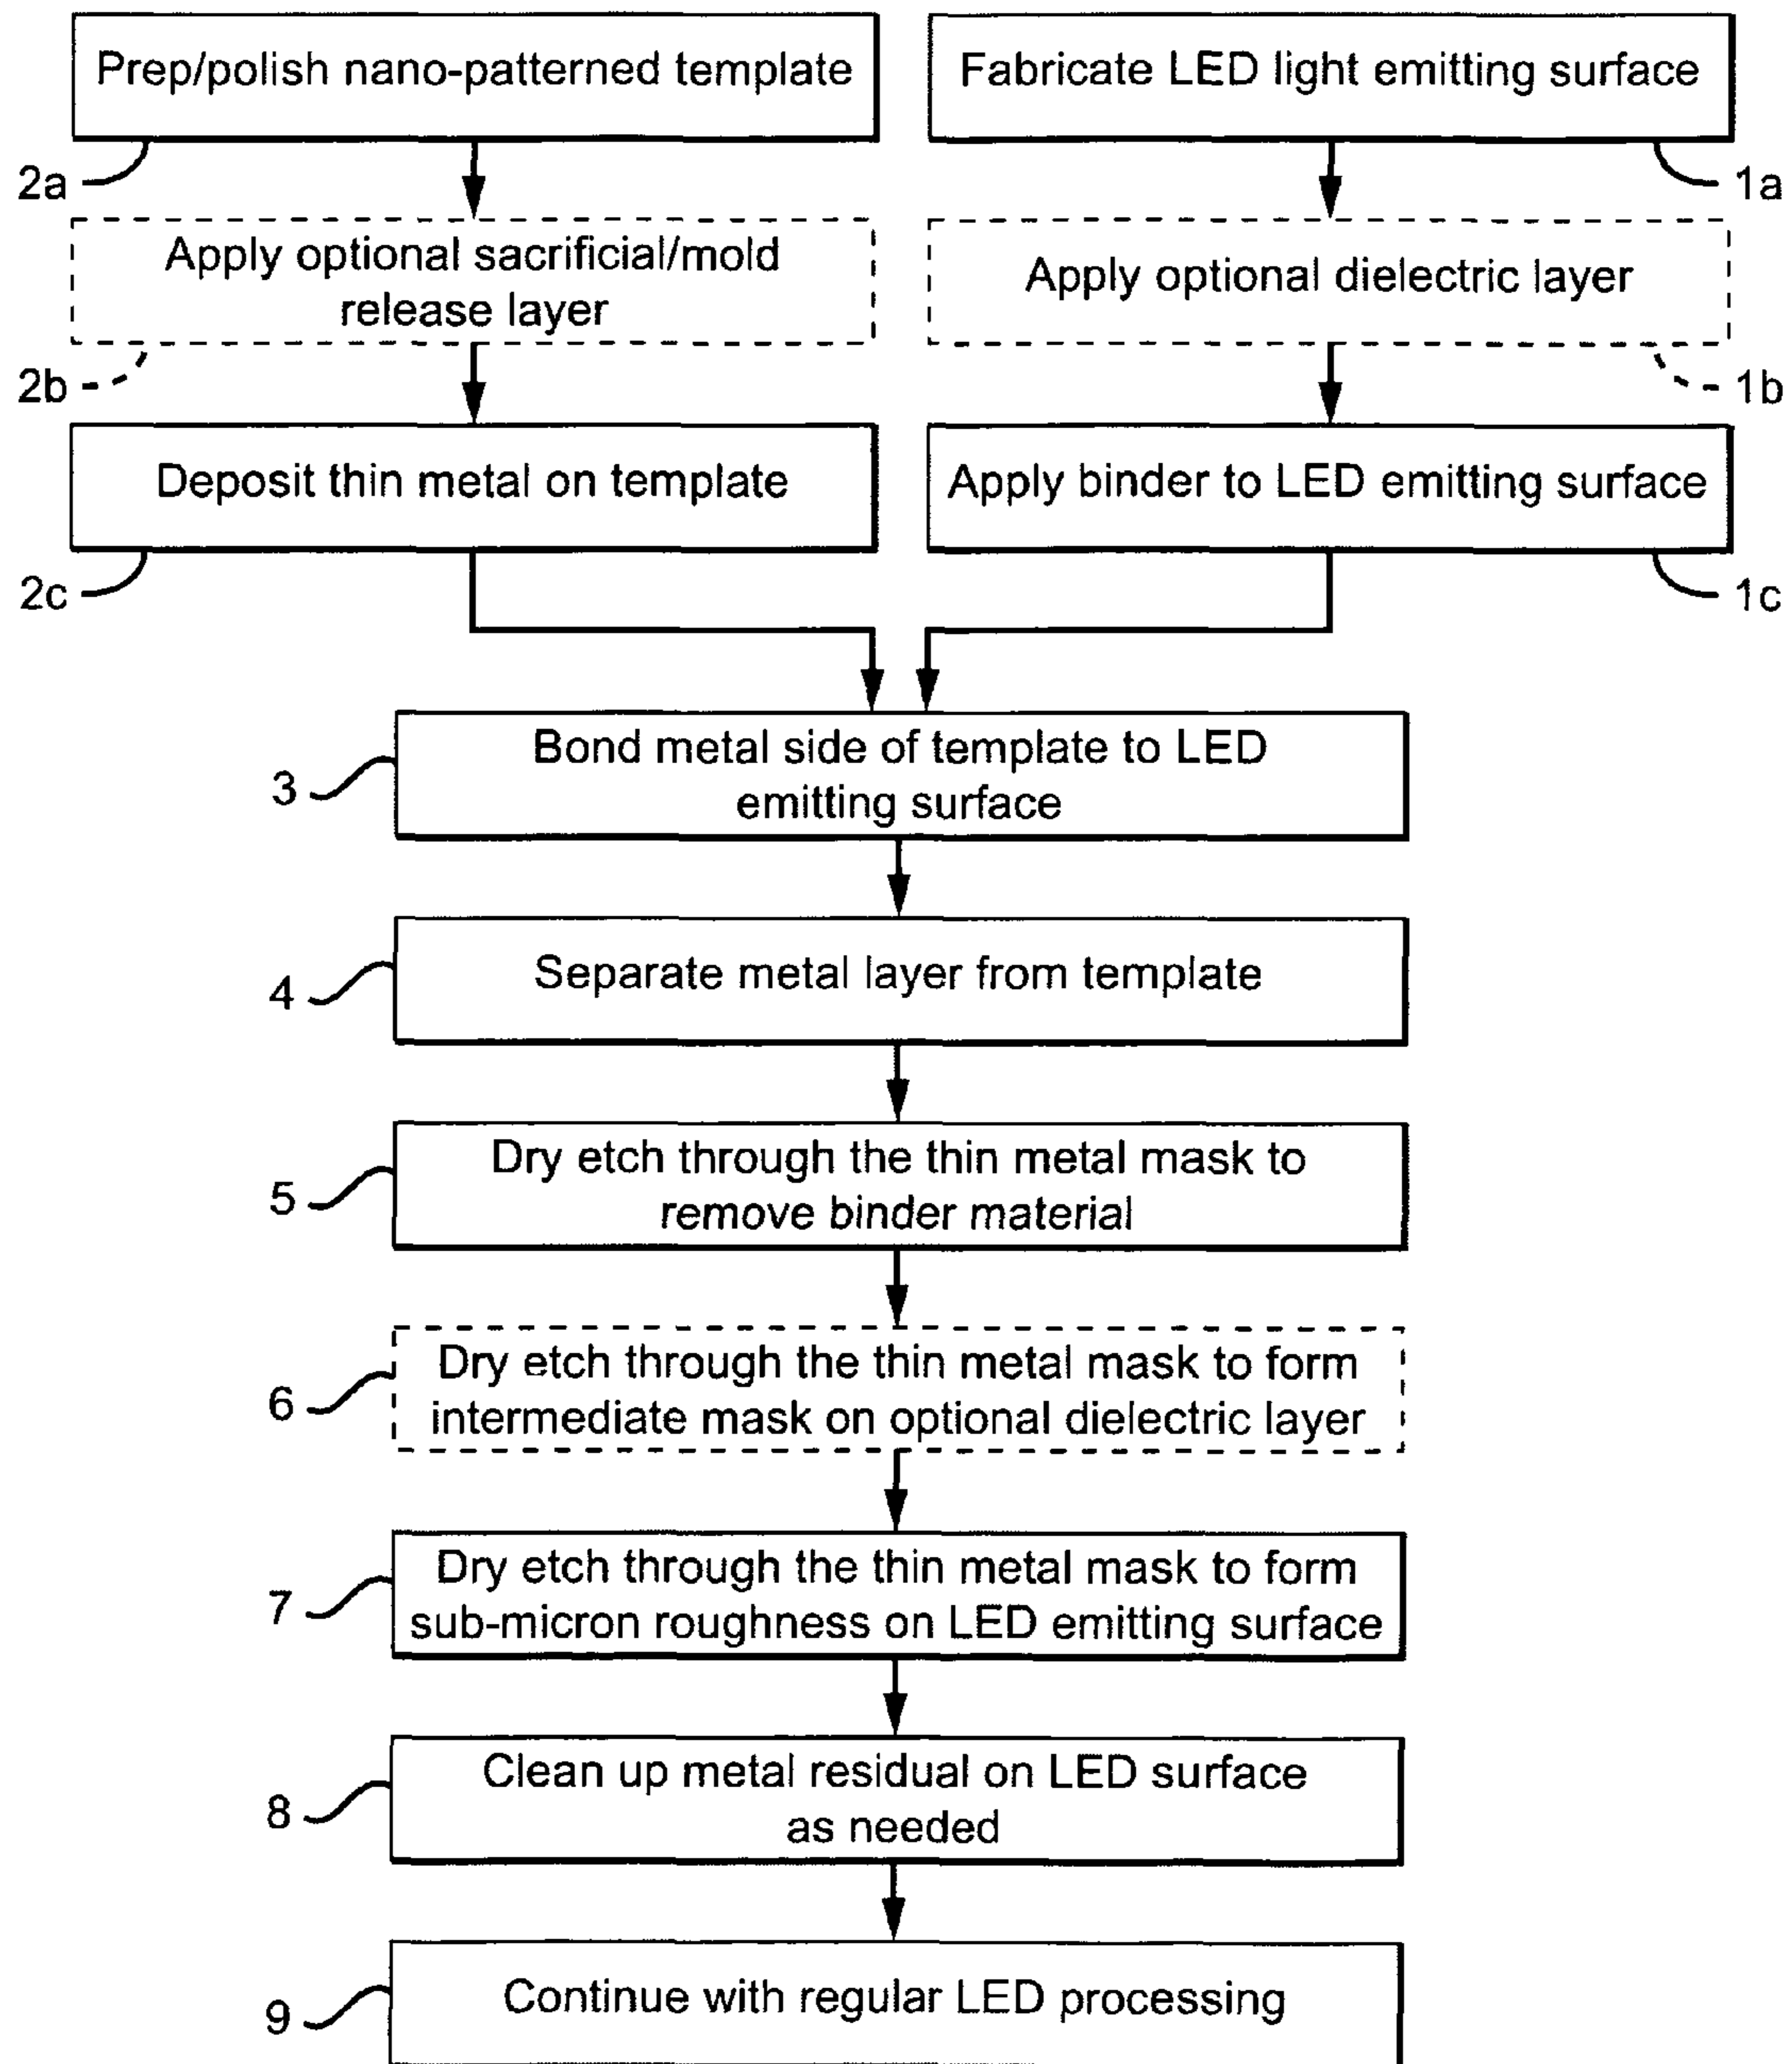 Prep/polish nano-patterned template
Fabricate LED light emitting surface
2a
1a
Apply optional sacrificial/mold
release layer
Apply optional dielectric layer
2b
1b
Deposit thin metal on template
Apply binder to LED emitting surface
2c
1c
Bond metal side of template to LED
emitting surface
3
Separate metal layer from template
4
Dry etch through the thin metal mask to
remove binder material
5
Dry etch through the thin metal mask to form
intermediate mask on optional dielectric layer
6
Dry etch through the thin metal mask to form
sub-micron roughness on LED emitting surface
7
Clean up metal residual on LED surface
as needed
8
Continue with regular LED processing
9